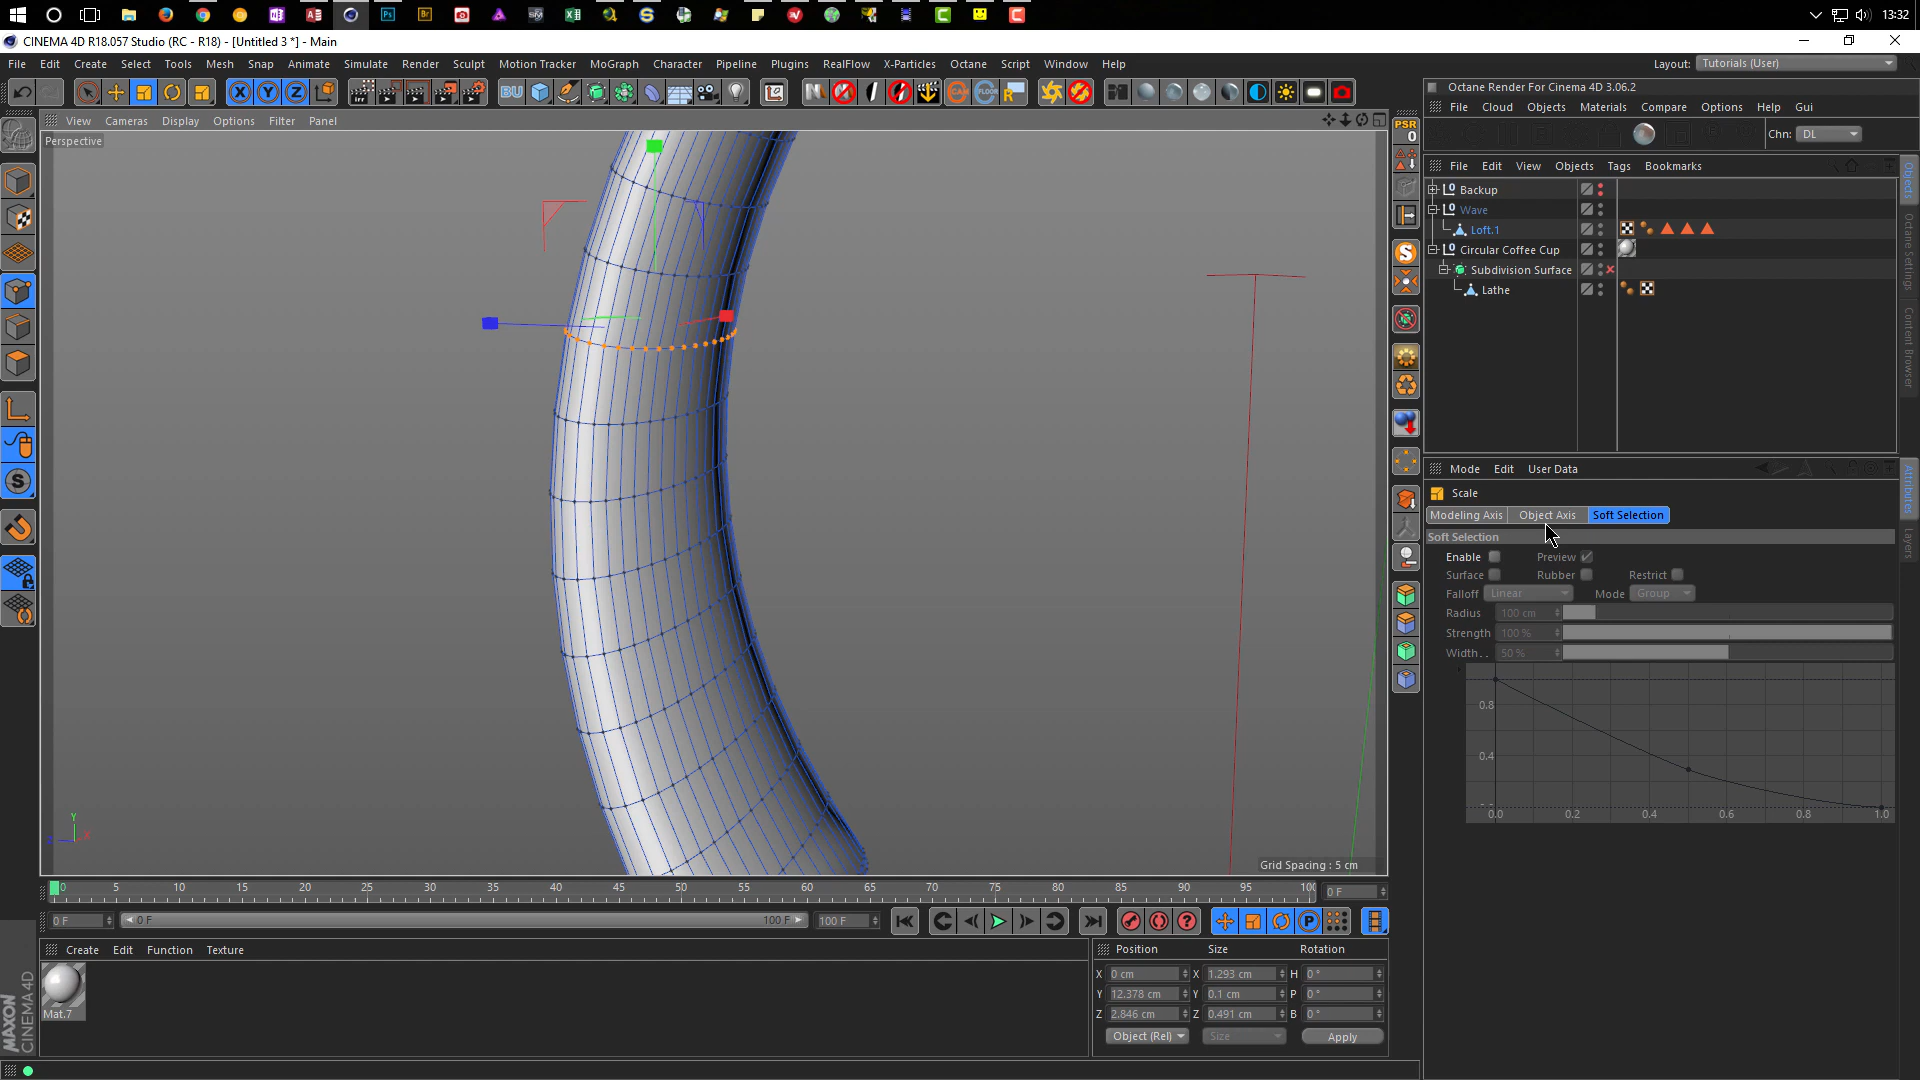 13:32
CINEMA 4D R18.057 Studio (RC - R18) - [Untitled 3 *] - Main
File Edit Create Select Tools Mesh Snap Animate Simulate Render Sculpt Motion Tracker MoGraph Character Pipeline Plugins RealFlow X-Particles Octane Script Window Help
Layout: Tutorials (User)
Octane Render For Cinema 4D 3.06.2
File Cloud Objects Materials Compare Options Help Gui
View Cameras Display Options Filter Panel
Perspective
Chn: DL
File Edit View Objects Tags Bookmarks
Backup
Wave
Loft.1
Circular Coffee Cup
Subdivision Surface
Lathe
Objects
Octane Settings
Content Browser
PSR
0
Mode Edit User Data
Scale
Modeling Axis Object Axis Soft Selection
Soft Selection
Enable Preview
Surface Rubber Restrict
Falloff Linear Mode Group
Radius 100 cm
Strength 100 %
Width.. 50 %
0.8
0.4
0.0 0.2 0.4 0.6 0.8 1.0
Attributes
Layers
Y
Grid Spacing : 5 cm
0 5 10 15 20 25 30 35 40 45 50 55 60 65 70 75 80 85 90 95 100
0 F
0 F 0 F 100 F 100 F
Create Edit Function Texture
Mat.7
MAXON
CINEMA 4D
Position Size Rotation
X 0 cm X 1.293 cm H 0 °
Y 12.378 cm Y 0.1 cm P 0 °
Z 2.846 cm Z 0.491 cm B 0 °
Object (Rel) Size Apply